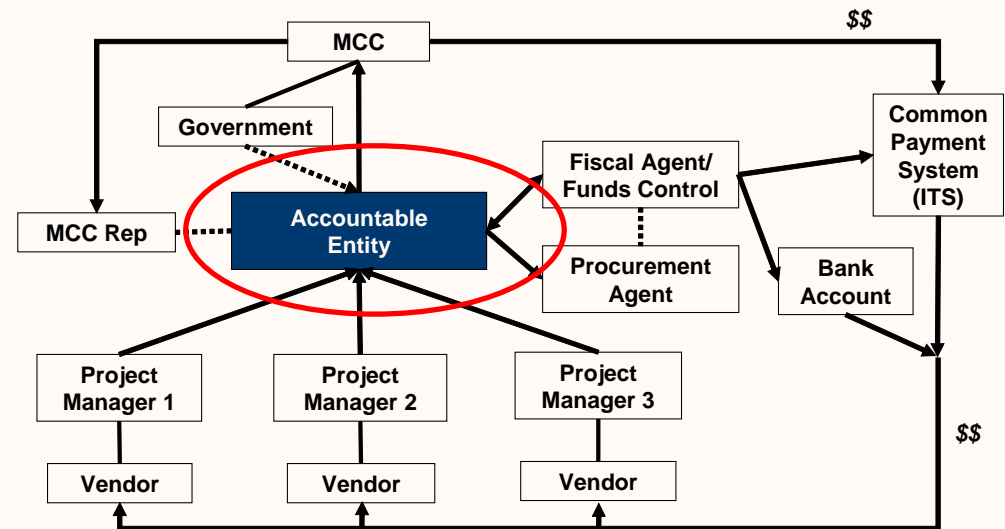 $$
MCC
Government
Common
Payment
System
(ITS)
Fiscal Agent/
Funds Control
Accountable
Entity
MCC Rep
Procurement
Agent
Bank
Account
Project
Manager 1
Project
Manager 2
Project
Manager 3
$$
Vendor
Vendor
Vendor